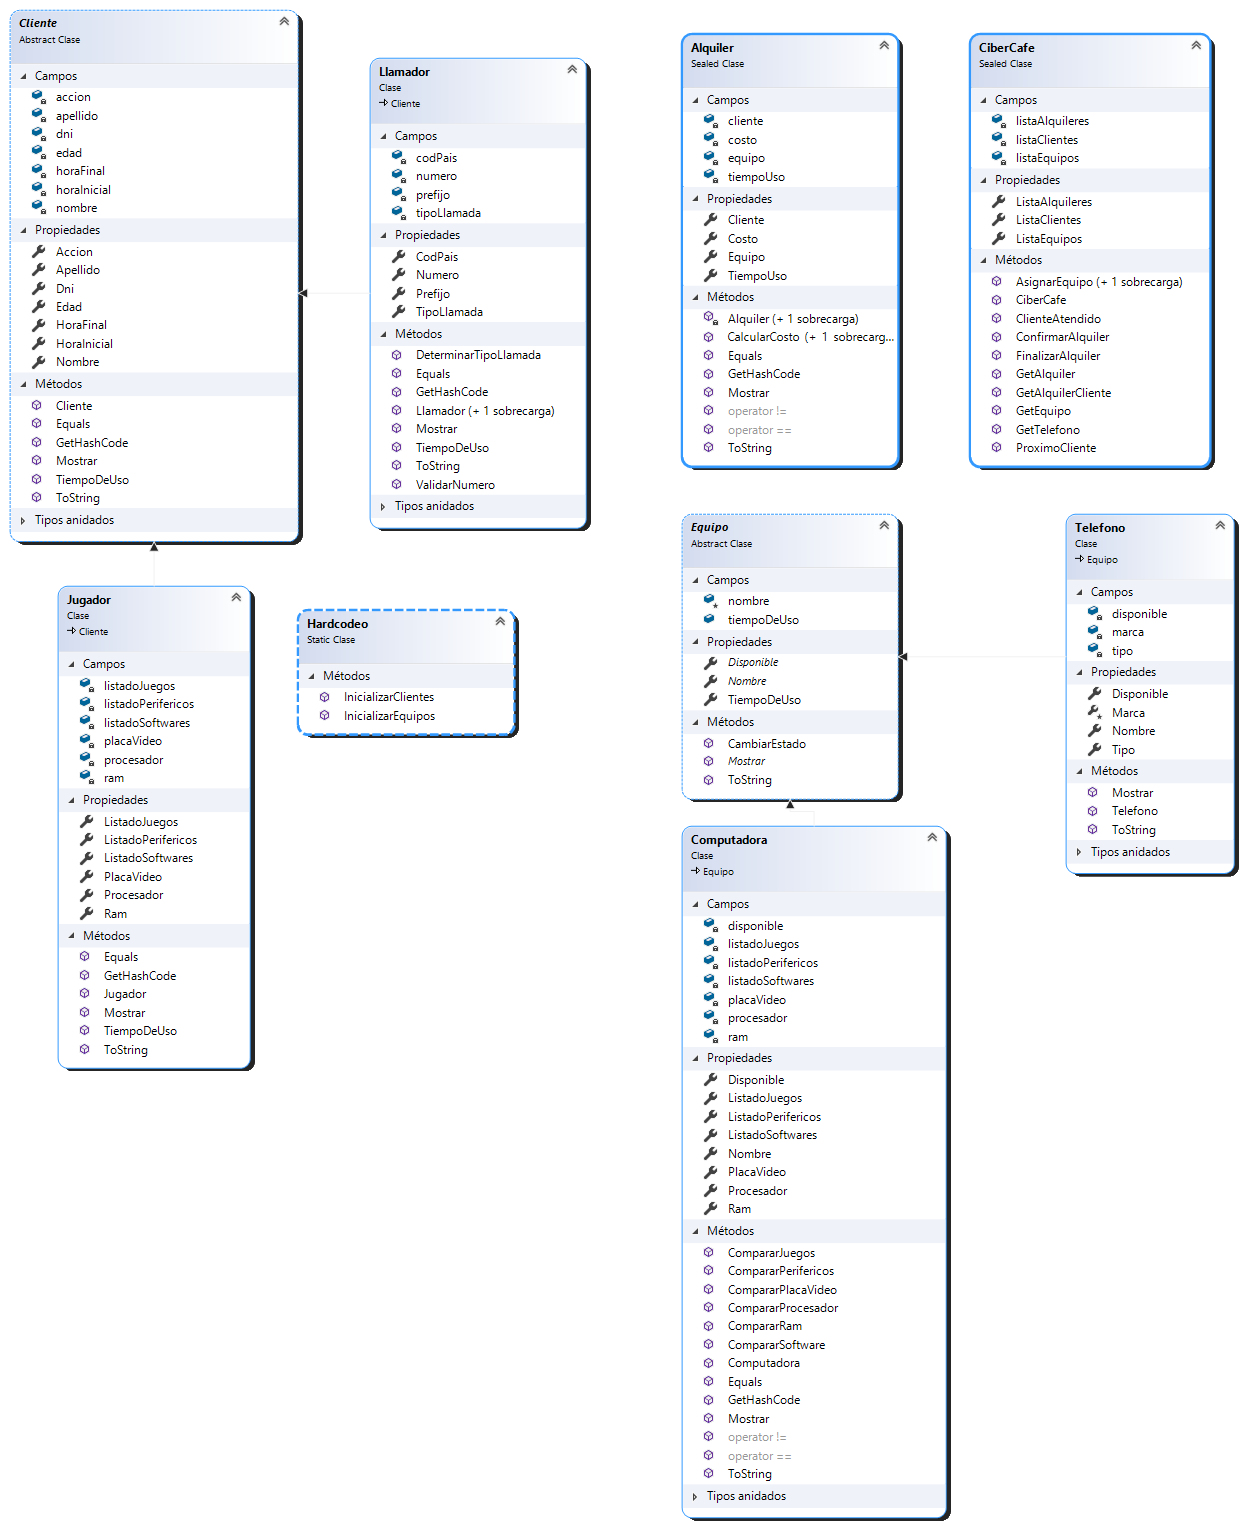 Cliente
Abstract Clase
Campos
accion
apellido
dni
edad
horaFinal
horaInicial
nombre
Propiedades
Accion
Apellido
Dni
Edad
HoraFinal
HoraInicial
Nombre
Métodos
Cliente
Equals
GetHashCode
Mostrar
TiempoDeUso
ToString
Tipos anidados
Llamador
Clase
Cliente
Campos
codPais
numero
prefijo
tipoLlamada
Propiedades
CodPais
Numero
Prefijo
TipoLlamada
Métodos
DeterminarTipoLlamada
Equals
GetHashCode
Llamador (+ 1 sobrecarga)
Mostrar
TiempoDeUso
ToString
ValidarNumero
Tipos anidados
Alquiler
Sealed Clase
Campos
cliente
costo
equipo
tiempoUso
Propiedades
Cliente
Costo
Equipo
TiempoUso
Métodos
Alquiler (+ 1 sobrecarga)
CalcularCosto (+ 1 sobrecarg...
Equals
GetHashCode
Mostrar
operator !=
operator ==
ToString
CiberCafe
Sealed Clase
Campos
listaAlquileres
listaClientes
listaEquipos
Propiedades
ListaAlquileres
ListaClientes
ListaEquipos
Métodos
AsignarEquipo (+ 1 sobrecarga)
CiberCafe
ClienteAtendido
ConfirmarAlquiler
FinalizarAlquiler
GetAlquiler
GetAlquilerCliente
GetEquipo
GetTelefono
ProximoCliente
Jugador
Clase
Cliente
Campos
listadoJuegos
listadoPerifericos
listadoSoftwares
placaVideo
procesador
ram
Propiedades
ListadoJuegos
ListadoPerifericos
ListadoSoftwares
PlacaVideo
Procesador
Ram
Métodos
Equals
GetHashCode
Jugador
Mostrar
TiempoDeUso
ToString
Hardcodeo
Static Clase
Métodos
InicializarClientes
InicializarEquipos
Equipo
Abstract Clase
Campos
nombre
tiempoDeUso
Propiedades
Disponible
Nombre
TiempoDeUso
Métodos
CambiarEstado
Mostrar
ToString
Telefono
Clase
Equipo
Campos
disponible
marca
tipo
Propiedades
Disponible
Marca
Nombre
Tipo
Métodos
Mostrar
Telefono
ToString
Tipos anidados
Computadora
Clase
Equipo
Campos
disponible
listadoJuegos
listadoPerifericos
listadoSoftwares
placaVideo
procesador
ram
Propiedades
Disponible
ListadoJuegos
ListadoPerifericos
ListadoSoftwares
Nombre
PlacaVideo
Procesador
Ram
Métodos
CompararJuegos
CompararPerifericos
CompararPlacaVideo
CompararProcesador
CompararRam
CompararSoftware
Computadora
Equals
GetHashCode
Mostrar
operator !=
operator ==
ToString
Tipos anidados